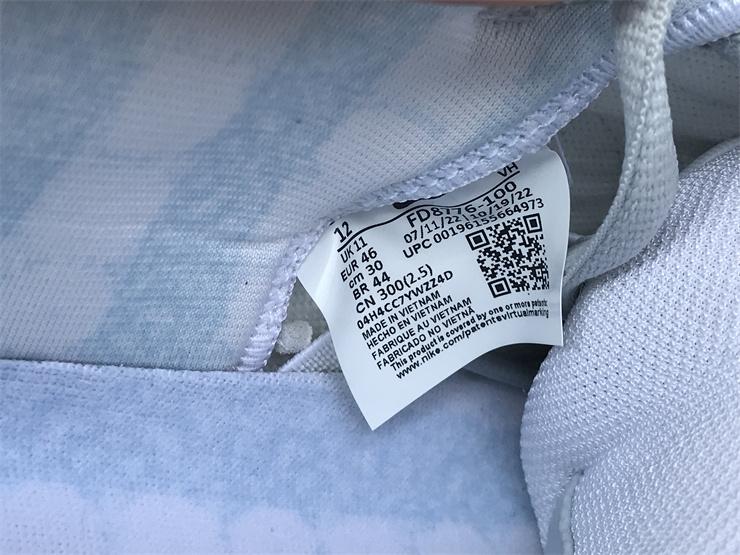 VH
12
FD8776-100
UK 11
07/11/22 10/19/22
EUR 46
UPC 00196155664973
cm 30
BR 44
CN 300(2.5)
04H4CC7YWZZ4D
MADE IN VIETNAM
HECHO EN VIETNAM
FABRIQUE AU VIETNAM
FABRICADO NO VIETNÃ
This product is covered by one or more patents
www.nike.com/patentsvirtualmarking